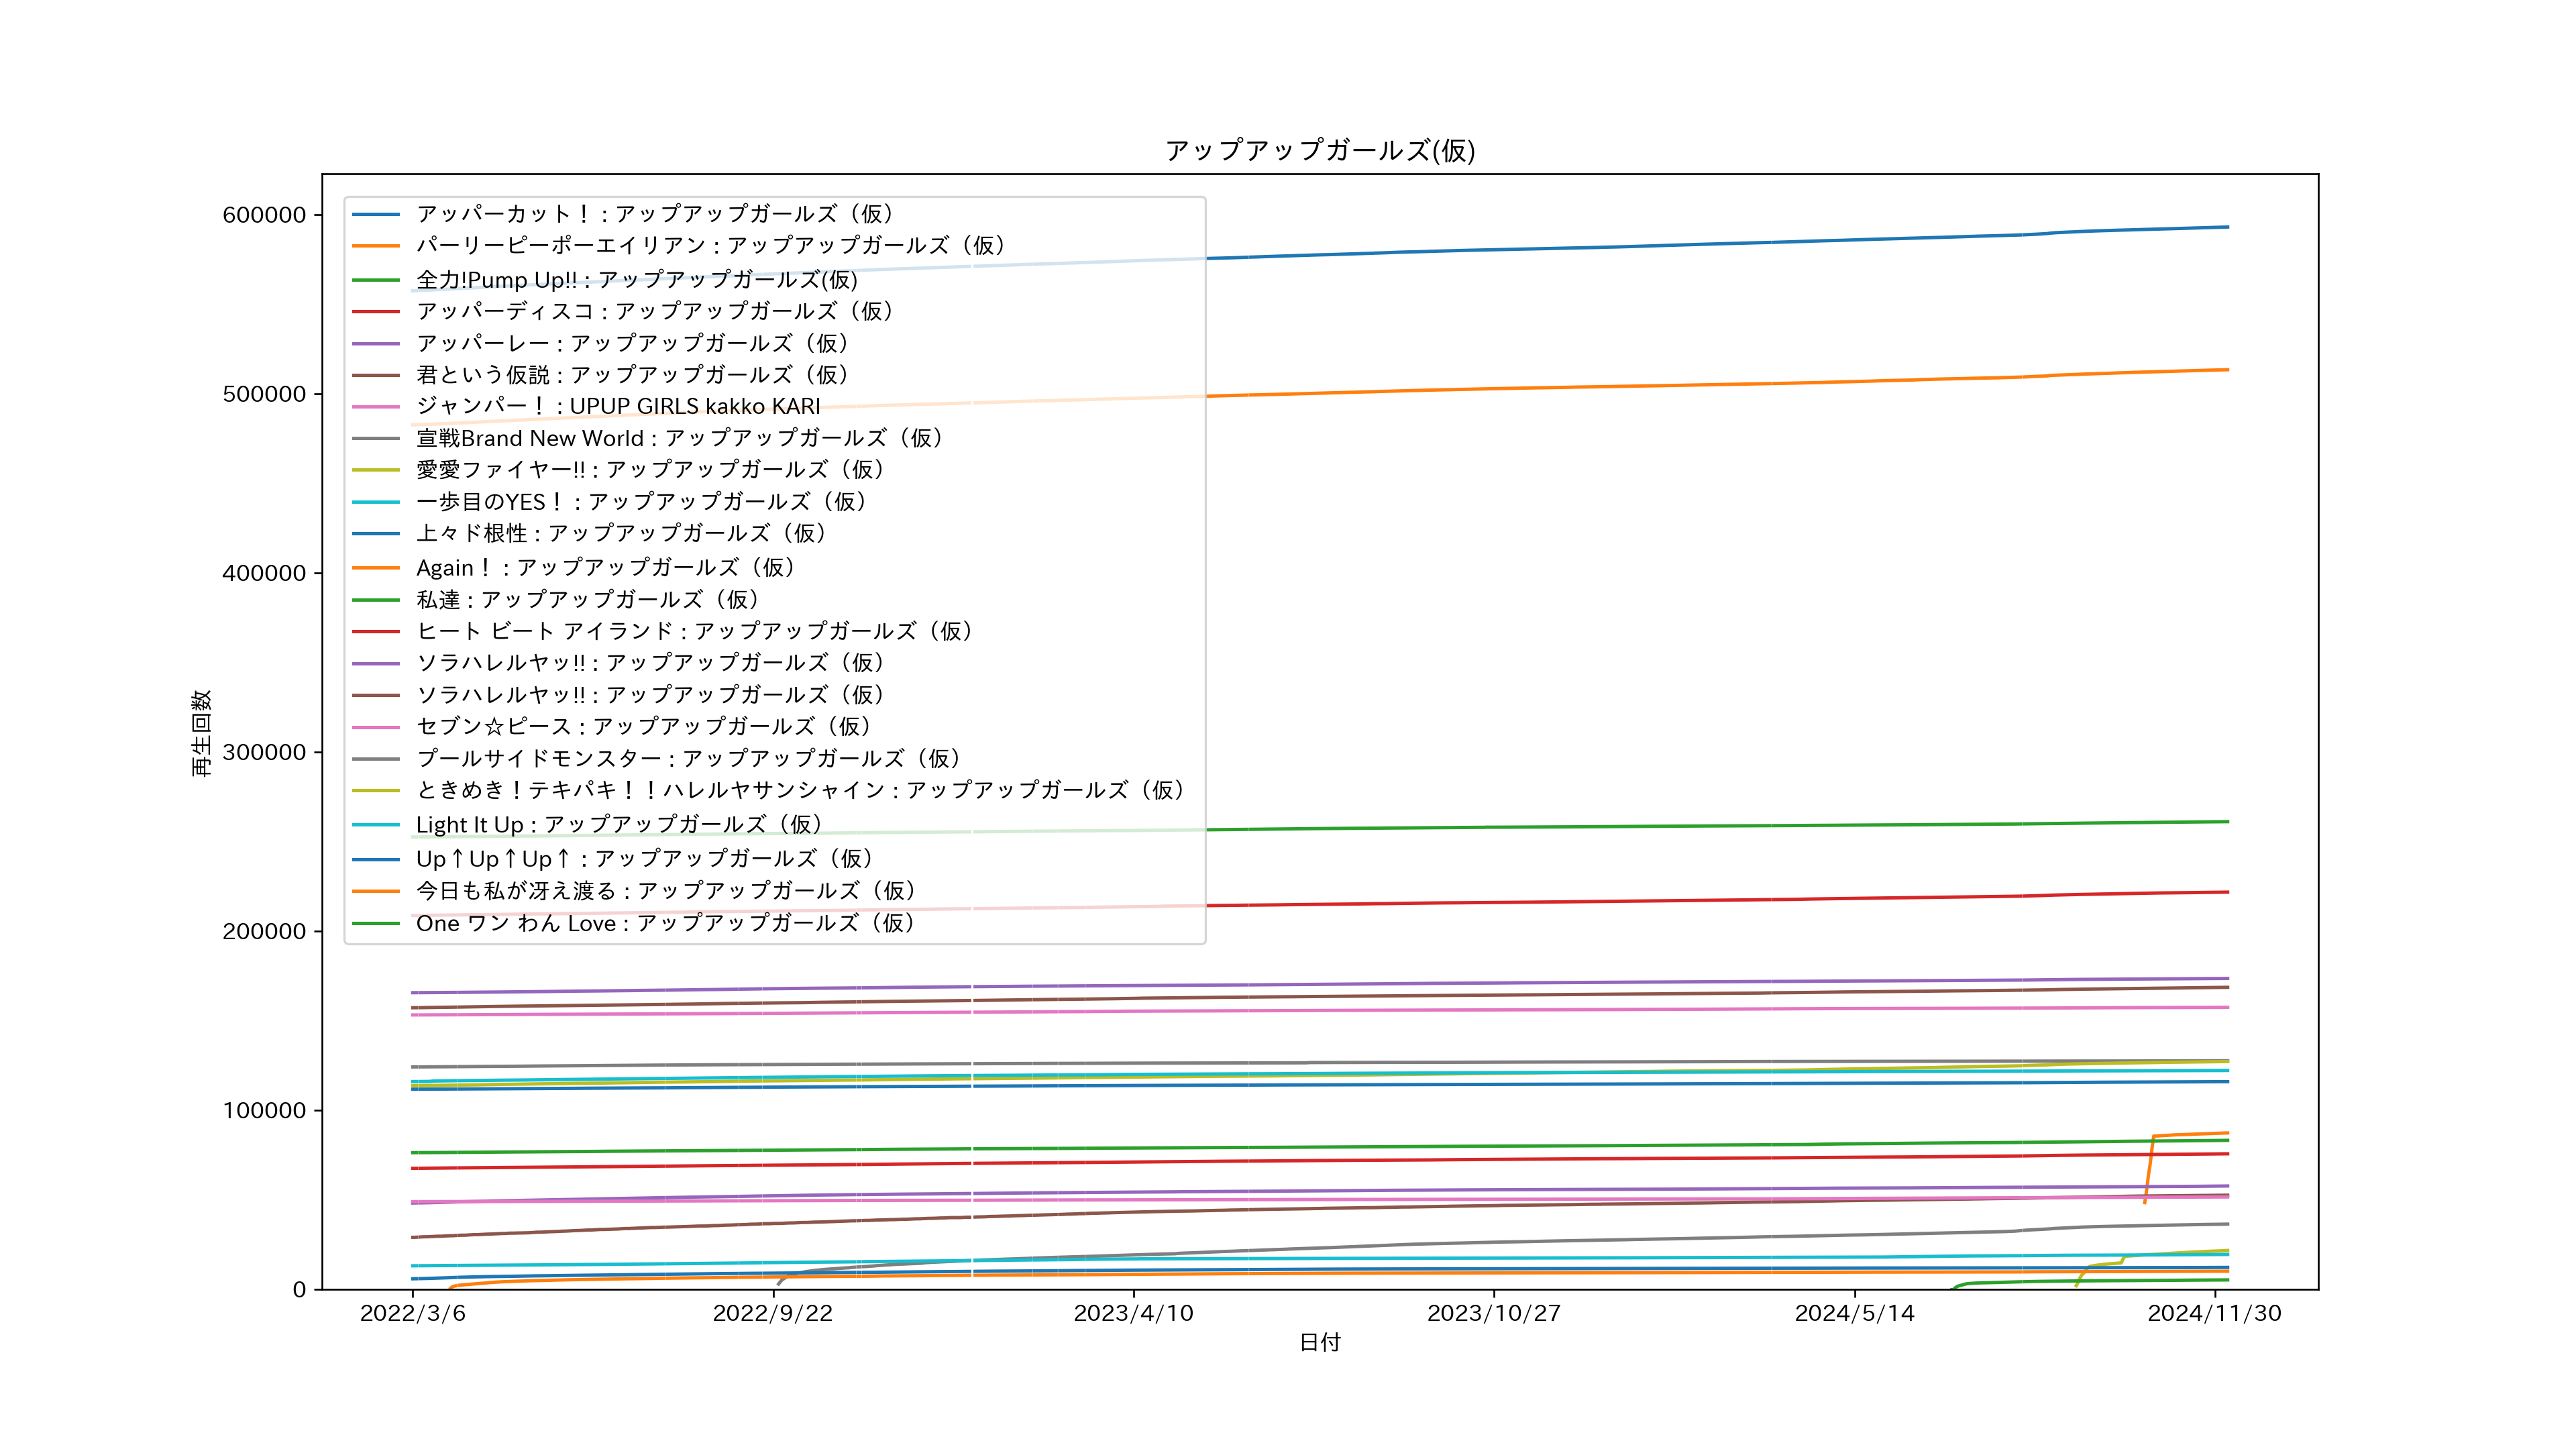 アップアップガールズ(仮)
600000
500000
400000
300000
200000
100000
0
再生回数
アッパーカット！ : アップアップガールズ（仮）
パーリーピーポーエイリアン : アップアップガールズ（仮）
全力!Pump Up!! : アップアップガールズ(仮)
アッパーディスコ : アップアップガールズ（仮）
アッパーレー : アップアップガールズ（仮）
君という仮説 : アップアップガールズ（仮）
ジャンパー！ : UPUP GIRLS kakko KARI
宣戦Brand New World : アップアップガールズ（仮）
愛愛ファイヤー!! : アップアップガールズ（仮）
一歩目のYES！ : アップアップガールズ（仮）
上々ド根性 : アップアップガールズ（仮）
Again！ : アップアップガールズ（仮）
私達 : アップアップガールズ（仮）
ヒート ビート アイランド : アップアップガールズ（仮）
ソラハレルヤッ!! : アップアップガールズ（仮）
ソラハレルヤッ!! : アップアップガールズ（仮）
セブン☆ピース : アップアップガールズ（仮）
プールサイドモンスター : アップアップガールズ（仮）
ときめき！テキパキ！！ハレルヤサンシャイン : アップアップガールズ（仮）
Light It Up : アップアップガールズ（仮）
Up↑Up↑Up↑ : アップアップガールズ（仮）
今日も私が冴え渡る : アップアップガールズ（仮）
One ワン わん Love : アップアップガールズ（仮）
2022/3/6
2022/9/22
2023/4/10
2023/10/27
2024/5/14
2024/11/30
日付